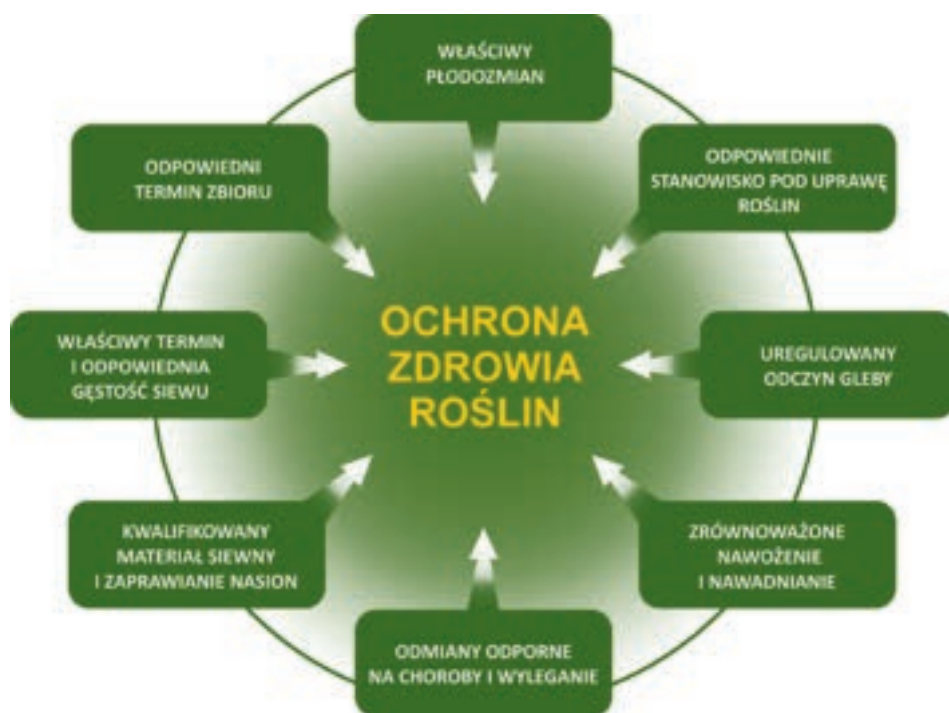 WŁAŚCIWY
PŁODOZMIAN
ODPOWIEDNI
TERMIN ZBIORU
ODPOWIEDNIE
STANOWISKO POD UPRAWĘ
ROŚLIN
OCHRONA
ZDROWIA
ROŚLIN
WŁAŚCIWY TERMIN
I ODPOWIEDNIA
GĘSTOŚĆ SIEWU
UREGULOWANY
ODCZYN GLEBY
KWALIFIKOWANY
MATERIAŁ SIEWNY
I ZAPRAWIANIE NASION
ZRÓWNOWAŻONE
NAWOŻENIE
I NAWADNIANIE
ODMIANY ODPORNE
NA CHOROBY I WYLEGANIE